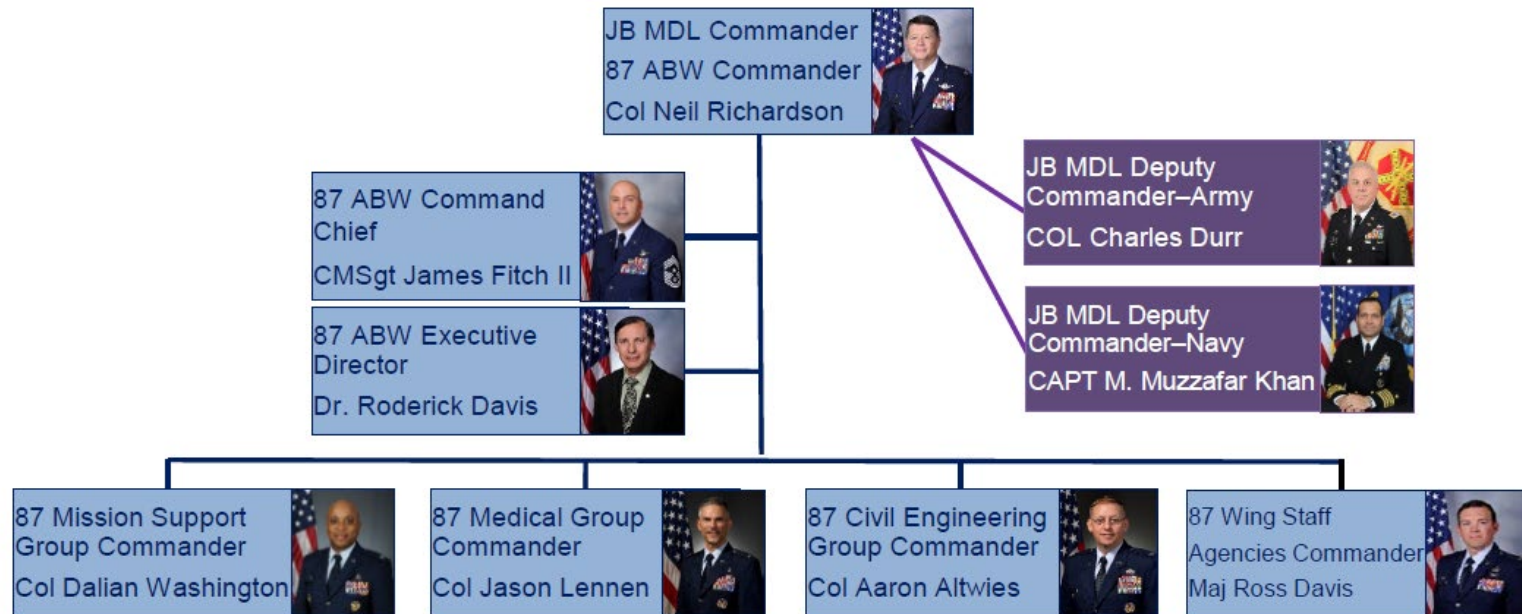 JB MDL Commander
87 ABW Commander
Col Neil Richardson
JB MDL Deputy
Commander–Army
COL Charles Durr
87 ABW Command
Chief
CMSgt James Fitch II
JB MDL Deputy
Commander–Navy
CAPT M. Muzzafar Khan
87 ABW Executive
Director
Dr. Roderick Davis
87 Mission Support
Group Commander
Col Dalian Washington
87 Medical Group
Commander
Col Jason Lennen
87 Civil Engineering
Group Commander
Col Aaron Altwies
87 Wing Staff
Agencies Commander
Maj Ross Davis